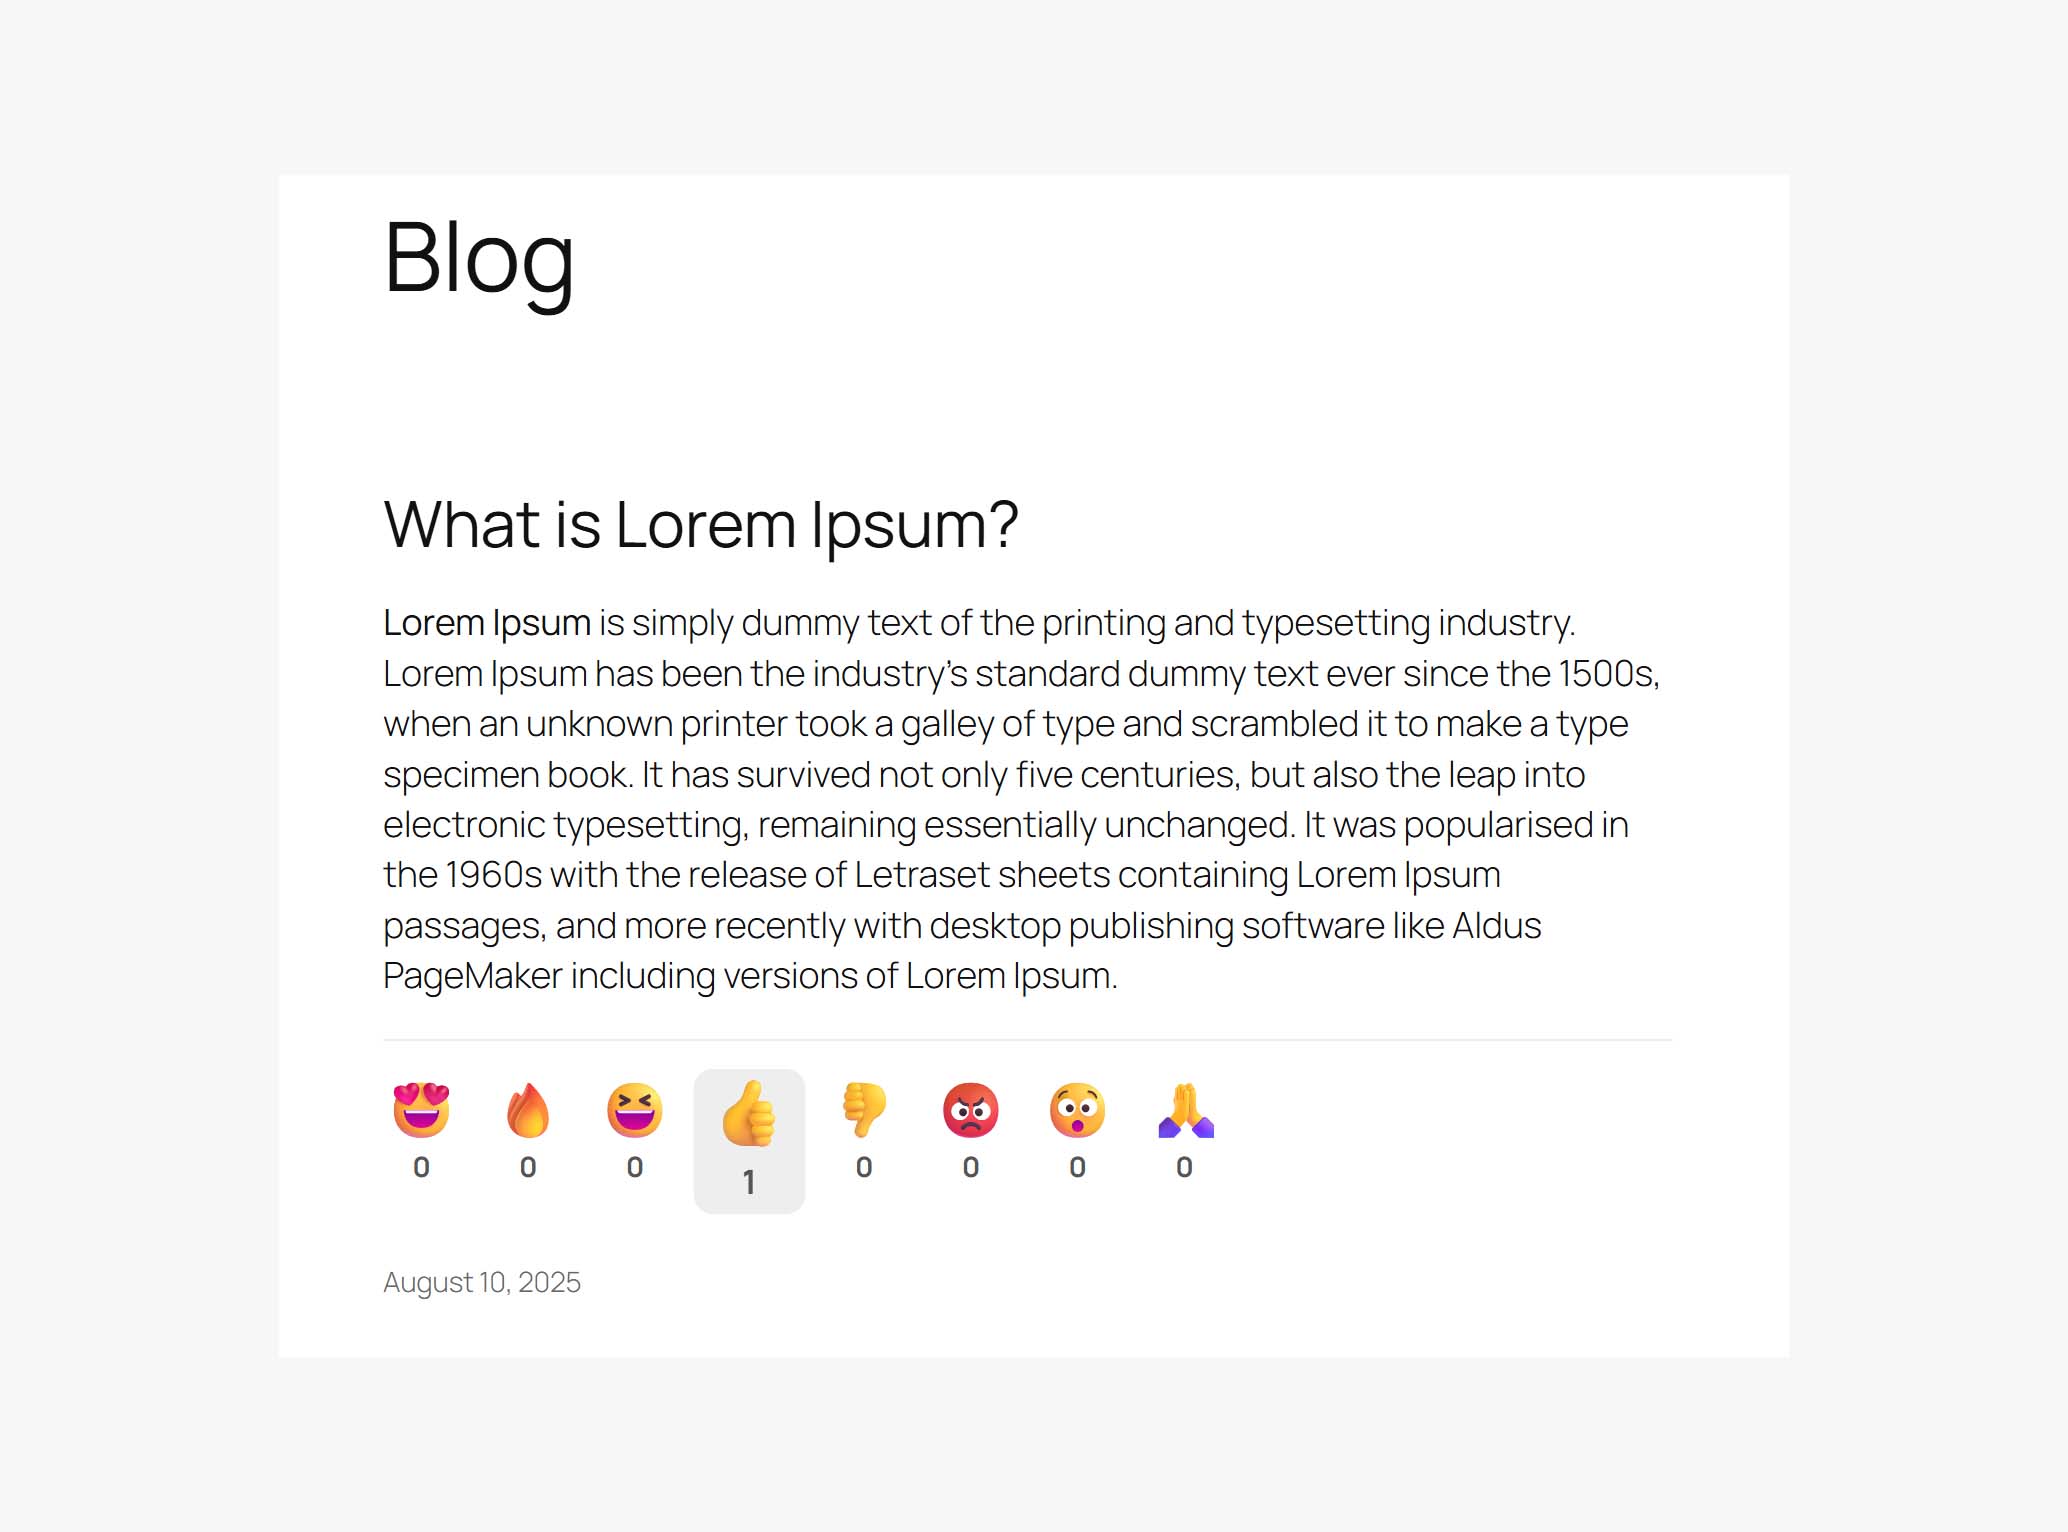 Blog
What is Lorem Ipsum?
Lorem Ipsum is simply dummy text of the printing and typesetting industry.
Lorem Ipsum has been the industry’s standard dummy text ever since the 1500s,
when an unknown printer took a galley of type and scrambled it to make a type
specimen book. It has survived not only five centuries, but also the leap into
electronic typesetting, remaining essentially unchanged. It was popularised in
the 1960s with the release of Letraset sheets containing Lorem Ipsum
passages, and more recently with desktop publishing software like Aldus
PageMaker including versions of Lorem Ipsum.
0 0 0 1 0 0 0 0
August 10, 2025